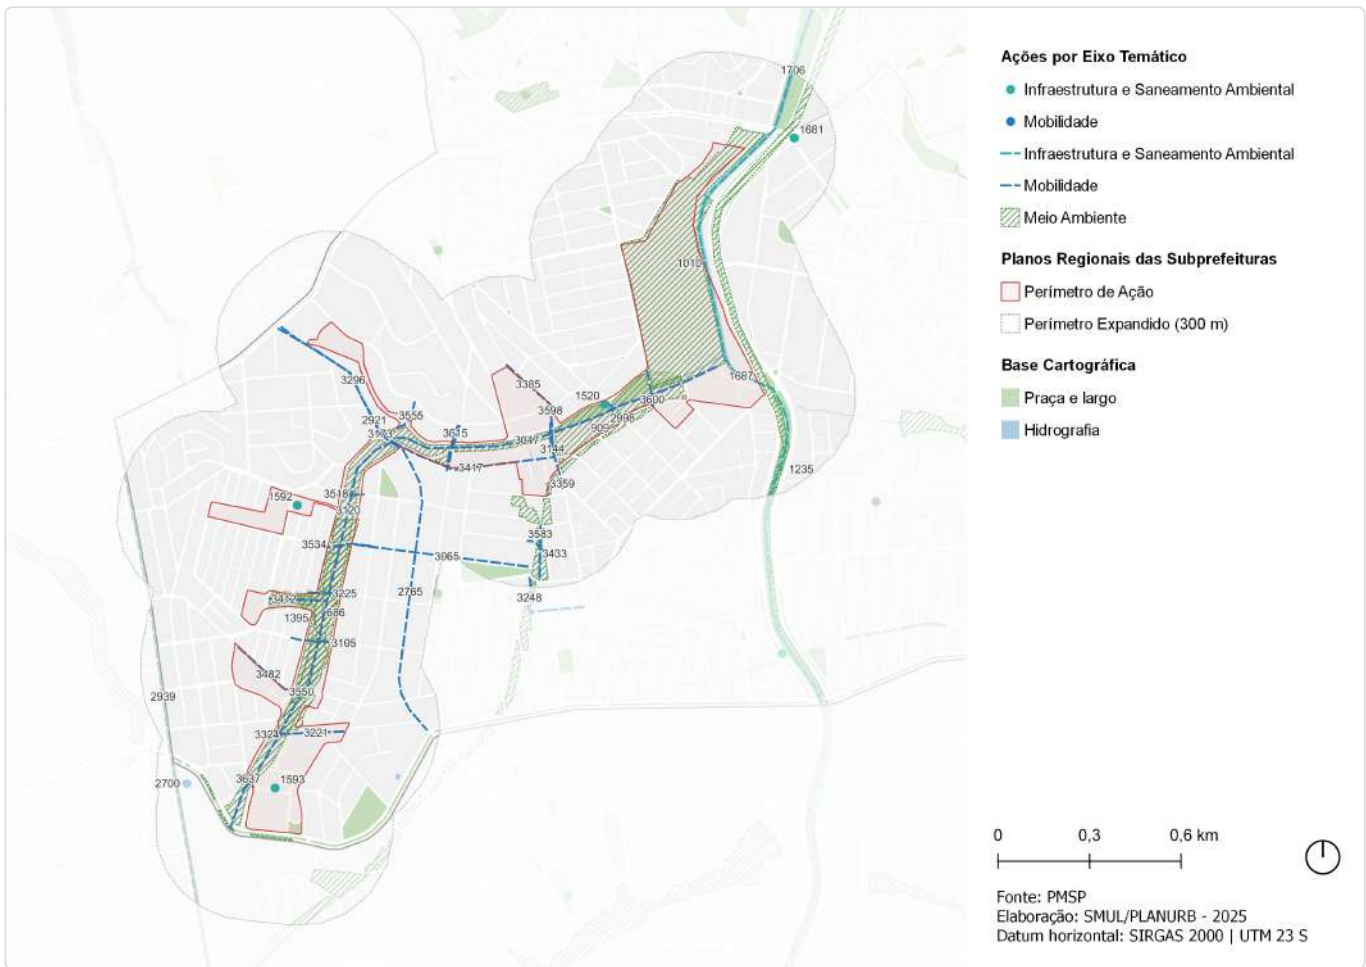 Ações por Eixo Temático
Infraestrutura e Saneamento Ambiental
Mobilidade
Infraestrutura e Saneamento Ambiental
Mobilidade
Meio Ambiente
Planos Regionais das Subprefeituras
Perímetro de Ação
Perímetro Expandido (300 m)
Base Cartográfica
Praça e largo
Hidrografia
1706
1681
1010
1687
3296
3385
1520
3600
3598
2998
909
2921
3555
3173
3615
3047
3144
3417
3359
1235
1592
3518
3120
3583
3534
3065
3433
3412
3225
2765
3248
1395
686
3105
3482
2939
3550
3324
3221
2700
3637
1593
0 0,3 0,6 km
Fonte: PMSP
Elaboração: SMUL/PLANURB - 2025
Datum horizontal: SIRGAS 2000 | UTM 23 S